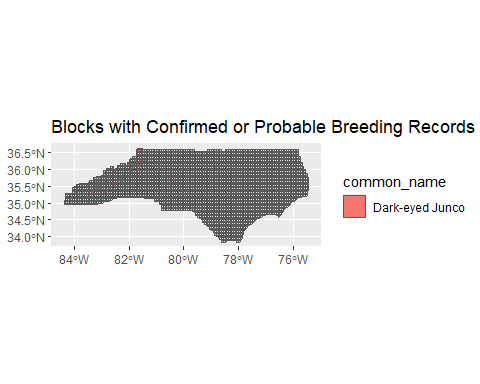 Blocks with Confirmed or Probable Breeding Records
36.5°N
36.0°N
35.5°N
35.0°N
34.5°N
34.0°N
84°W 82°W 80°W 78°W 76°W
common_name
Dark-eyed Junco